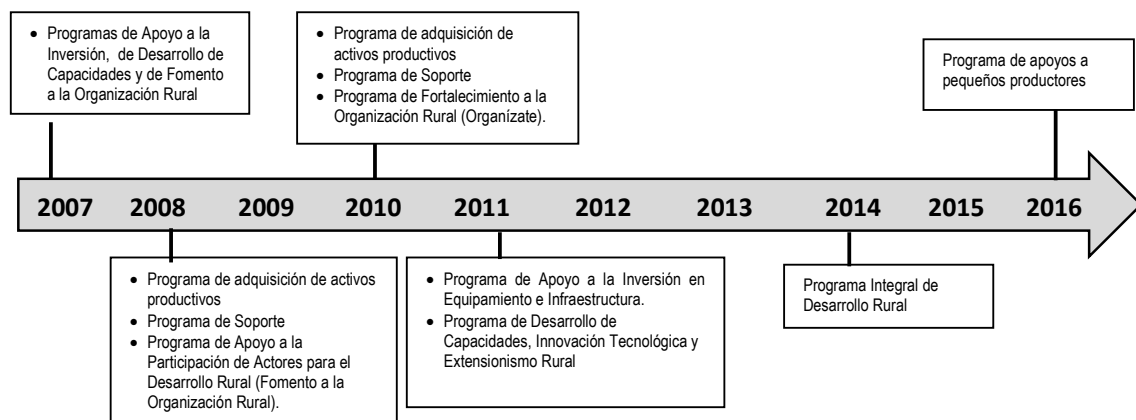 • Programas de Apoyo a la
Inversión, de Desarrollo de
Capacidades y de Fomento
a la Organización Rural
• Programa de adquisición de
activos productivos
• Programa de Soporte
• Programa de Fortalecimiento a la
Organización Rural (Organízate).
Programa de apoyos a
pequeños productores
2007 2008 2009 2010 2011 2012 2013 2014 2015 2016
• Programa de adquisición de activos
productivos
• Programa de Soporte
• Programa de Apoyo a la
Participación de Actores para el
Desarrollo Rural (Fomento a la
Organización Rural).
• Programa de Apoyo a la Inversión en
Equipamiento e Infraestructura.
• Programa de Desarrollo de
Capacidades, Innovación Tecnológica y
Extensionismo Rural
Programa Integral de
Desarrollo Rural